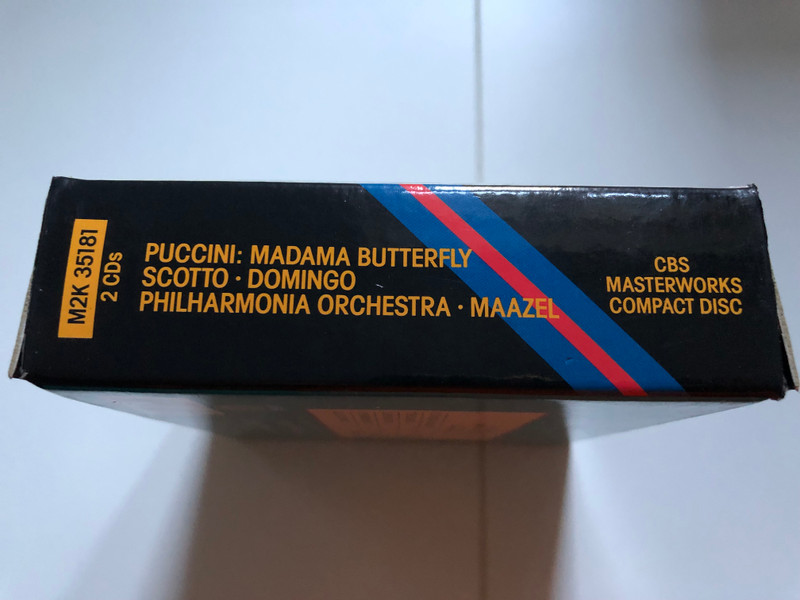 M2K 35181
2 CDs
PUCCINI: MADAMA BUTTERFLY
SCOTTO · DOMINGO
PHILHARMONIA ORCHESTRA · MAAZEL
CBS
MASTERWORKS
COMPACT DISC